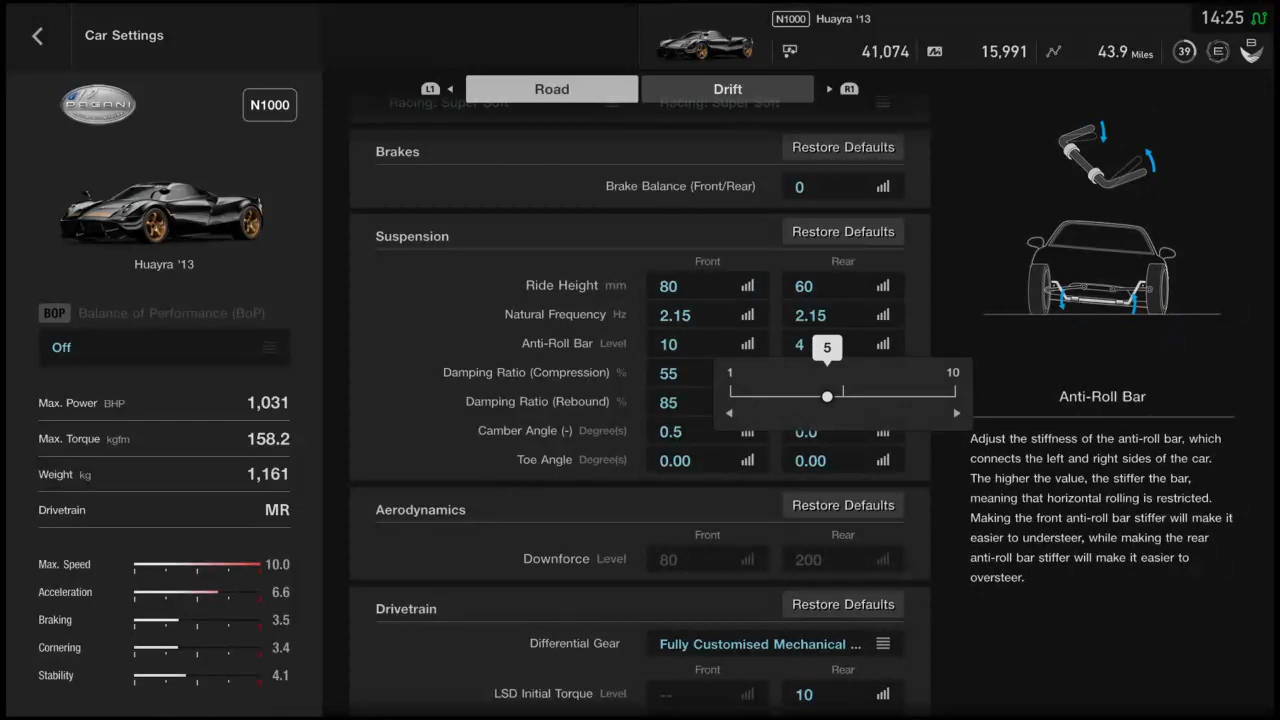 Car Settings
N1000 Huayra '13
14:25
41,074 15,991 43.9 Miles 39 E B
PAGANI
N1000
L1 Road Drift R1
Racing: Super Soft Racing: Super Soft
Brakes Restore Defaults
Brake Balance (Front/Rear) 0
Huayra '13
Suspension Restore Defaults
Front Rear
Ride Height mm 80 60
Natural Frequency Hz 2.15 2.15
Anti-Roll Bar Level 10 4
5
Damping Ratio (Compression) % 55
1 10
Damping Ratio (Rebound) % 85
Camber Angle (-) Degree(s) 0.5 0.0
Toe Angle Degree(s) 0.00 0.00
Aerodynamics Restore Defaults
Front Rear
Downforce Level 80 200
Drivetrain Restore Defaults
Differential Gear Fully Customised Mechanical ...
Front Rear
LSD Initial Torque Level -- 10
BOP Balance of Performance (BoP)
Off
Max. Power BHP 1,031
Max. Torque kgfm 158.2
Weight kg 1,161
Drivetrain MR
Max. Speed 10.0
Acceleration 6.6
Braking 3.5
Cornering 3.4
Stability 4.1
Anti-Roll Bar
Adjust the stiffness of the anti-roll bar, which
connects the left and right sides of the car.
The higher the value, the stiffer the bar,
meaning that horizontal rolling is restricted.
Making the front anti-roll bar stiffer will make it
easier to understeer, while making the rear
anti-roll bar stiffer will make it easier to
oversteer.